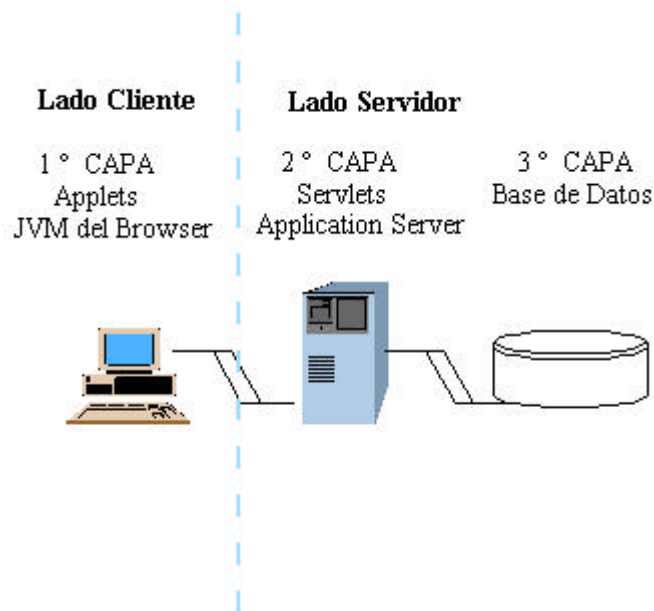 Lado Cliente
Lado Servidor
1° CAPA
Applets
JVM del Browser
2° CAPA
Servlets
Application Server
3° CAPA
Base de Datos